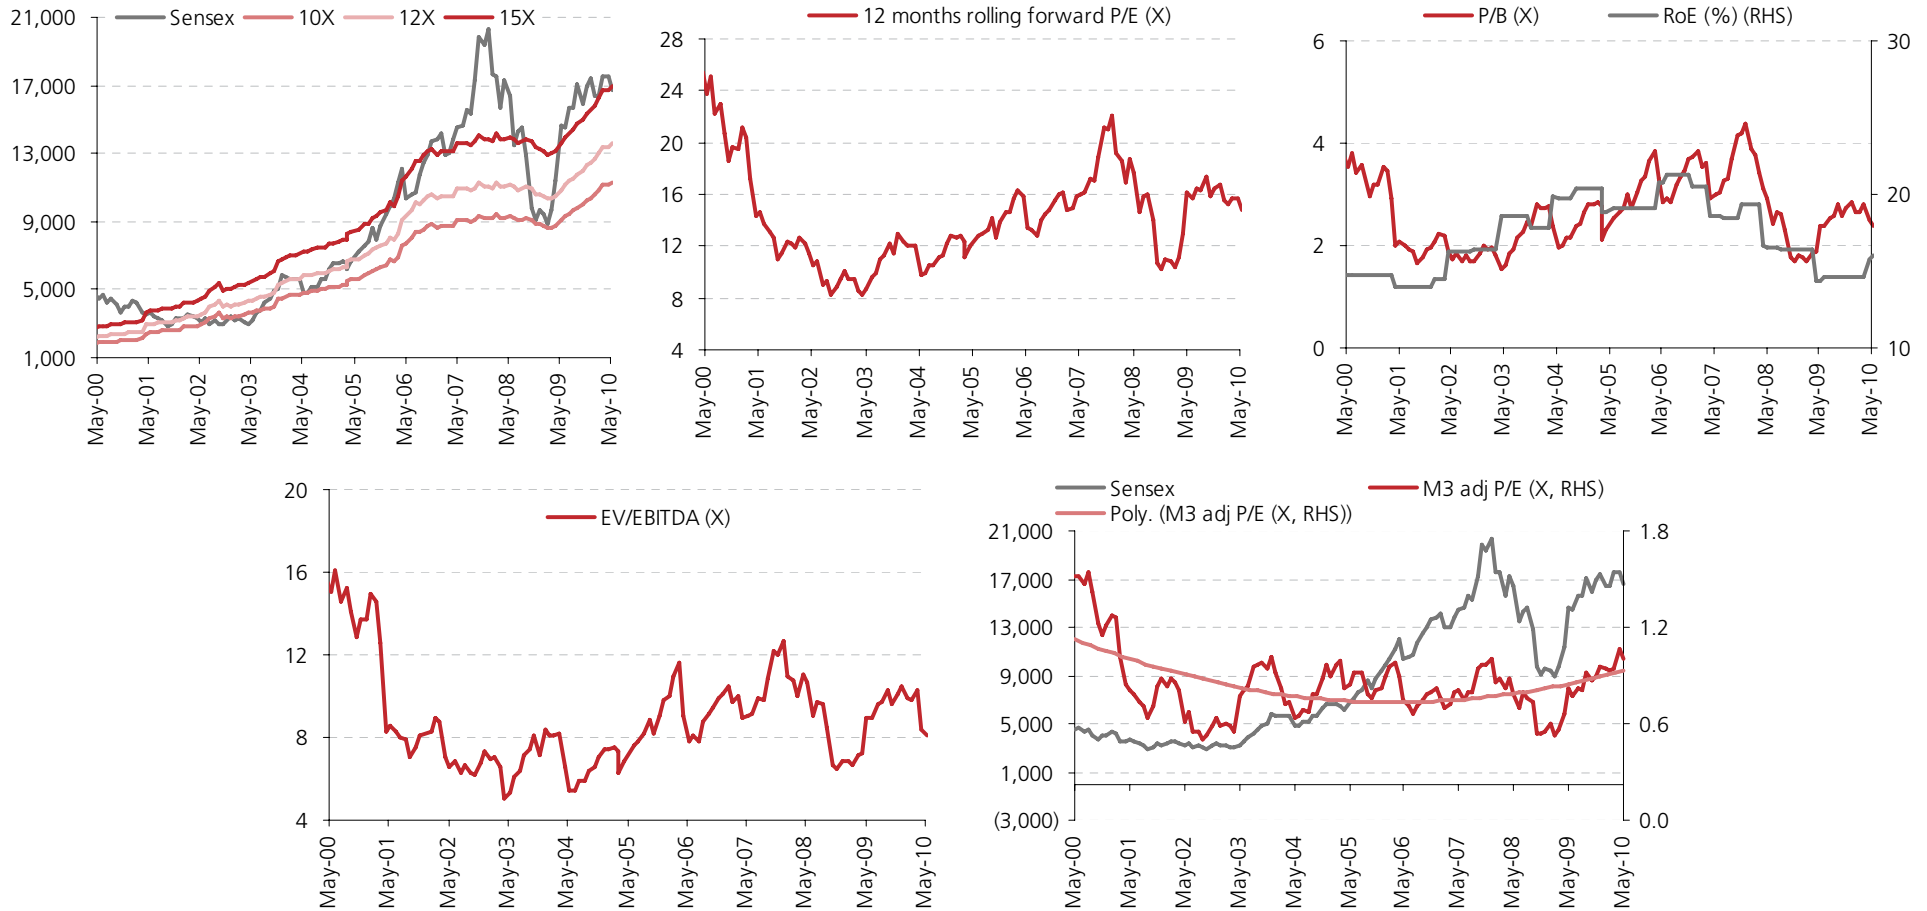 Sensex 10X 12X 15X
21,000
17,000
13,000
9,000
5,000
1,000
May-00 May-01 May-02 May-03 May-04 May-05 May-06 May-07 May-08 May-09 May-10
12 months rolling forward P/E (X)
28
24
20
16
12
8
4
May-00 May-01 May-02 May-03 May-04 May-05 May-06 May-07 May-08 May-09 May-10
P/B (X) RoE (%) (RHS)
6 30
4
20
2
0 10
May-00 May-01 May-02 May-03 May-04 May-05 May-06 May-07 May-08 May-09 May-10
EV/EBITDA (X)
20
16
12
8
4
May-00 May-01 May-02 May-03 May-04 May-05 May-06 May-07 May-08 May-09 May-10
Sensex M3 adj P/E (X, RHS)
Poly. (M3 adj P/E (X, RHS))
21,000 1.8
17,000
13,000 1.2
9,000
5,000 0.6
1,000
(3,000) 0.0
May-00 May-01 May-02 May-03 May-04 May-05 May-06 May-07 May-08 May-09 May-10